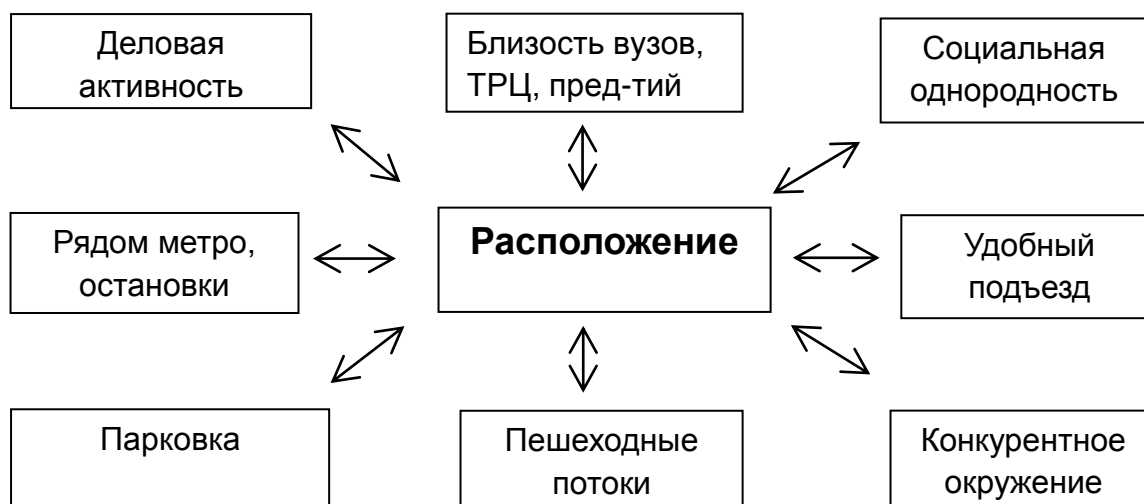 Деловая
активность
Близость вузов,
ТРЦ, пред-тий
Социальная
однородность
Рядом метро,
остановки
Расположение
Удобный
подъезд
Парковка
Пешеходные
потоки
Конкурентное
окружение